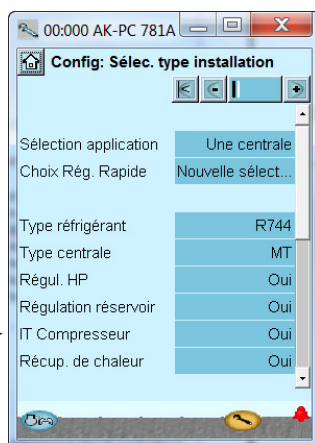 00:000 AK-PC 781A
Config: Sélec. type installation
Sélection application Une centrale
Choix Rég. Rapide Nouvelle sélect...
Type réfrigérant R744
Type centrale MT
Régul. HP Oui
Régulation réservoir Oui
IT Compresseur Oui
Récup. de chaleur Oui